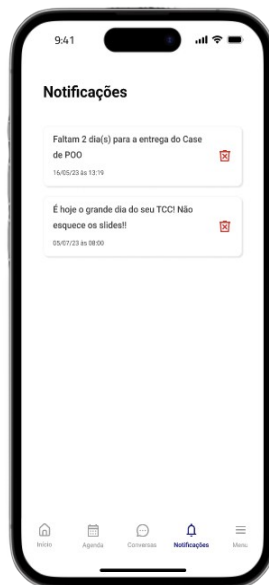 9:41
Notificações
Faltam 2 dia(s) para a entrega do Case
de POO
16/05/23 às 13:19
É hoje o grande dia do seu TCC! Não
esquece os slides!!
05/07/23 às 08:00
Início Agenda Conversas Notificações Menu